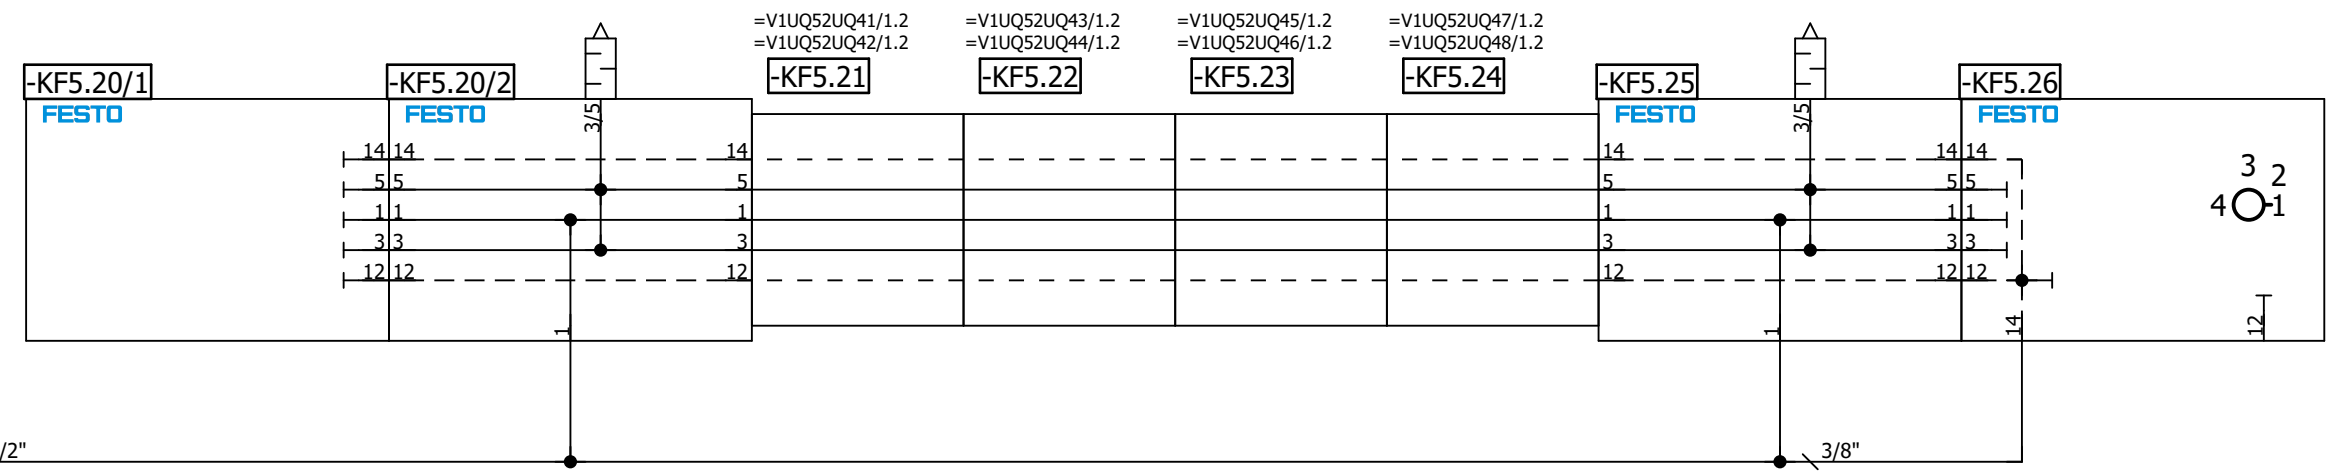 =V1UQ52UQ41/1.2 =V1UQ52UQ43/1.2 =V1UQ52UQ45/1.2 =V1UQ52UQ47/1.2
=V1UQ52UQ42/1.2 =V1UQ52UQ44/1.2 =V1UQ52UQ46/1.2 =V1UQ52UQ48/1.2
-KF5.20/1 -KF5.20/2 -KF5.21 -KF5.22 -KF5.23 -KF5.24 -KF5.25 -KF5.26
FESTO FESTO FESTO FESTO
3/5 3/5
14 14 14 14 14 14
5 5 5 5 5 5
1 1 1 1 1 1
3 3 3 3 3 3
12 12 12 12 12 12
3 2
4 1
1 1 14 12
/2" 3/8"